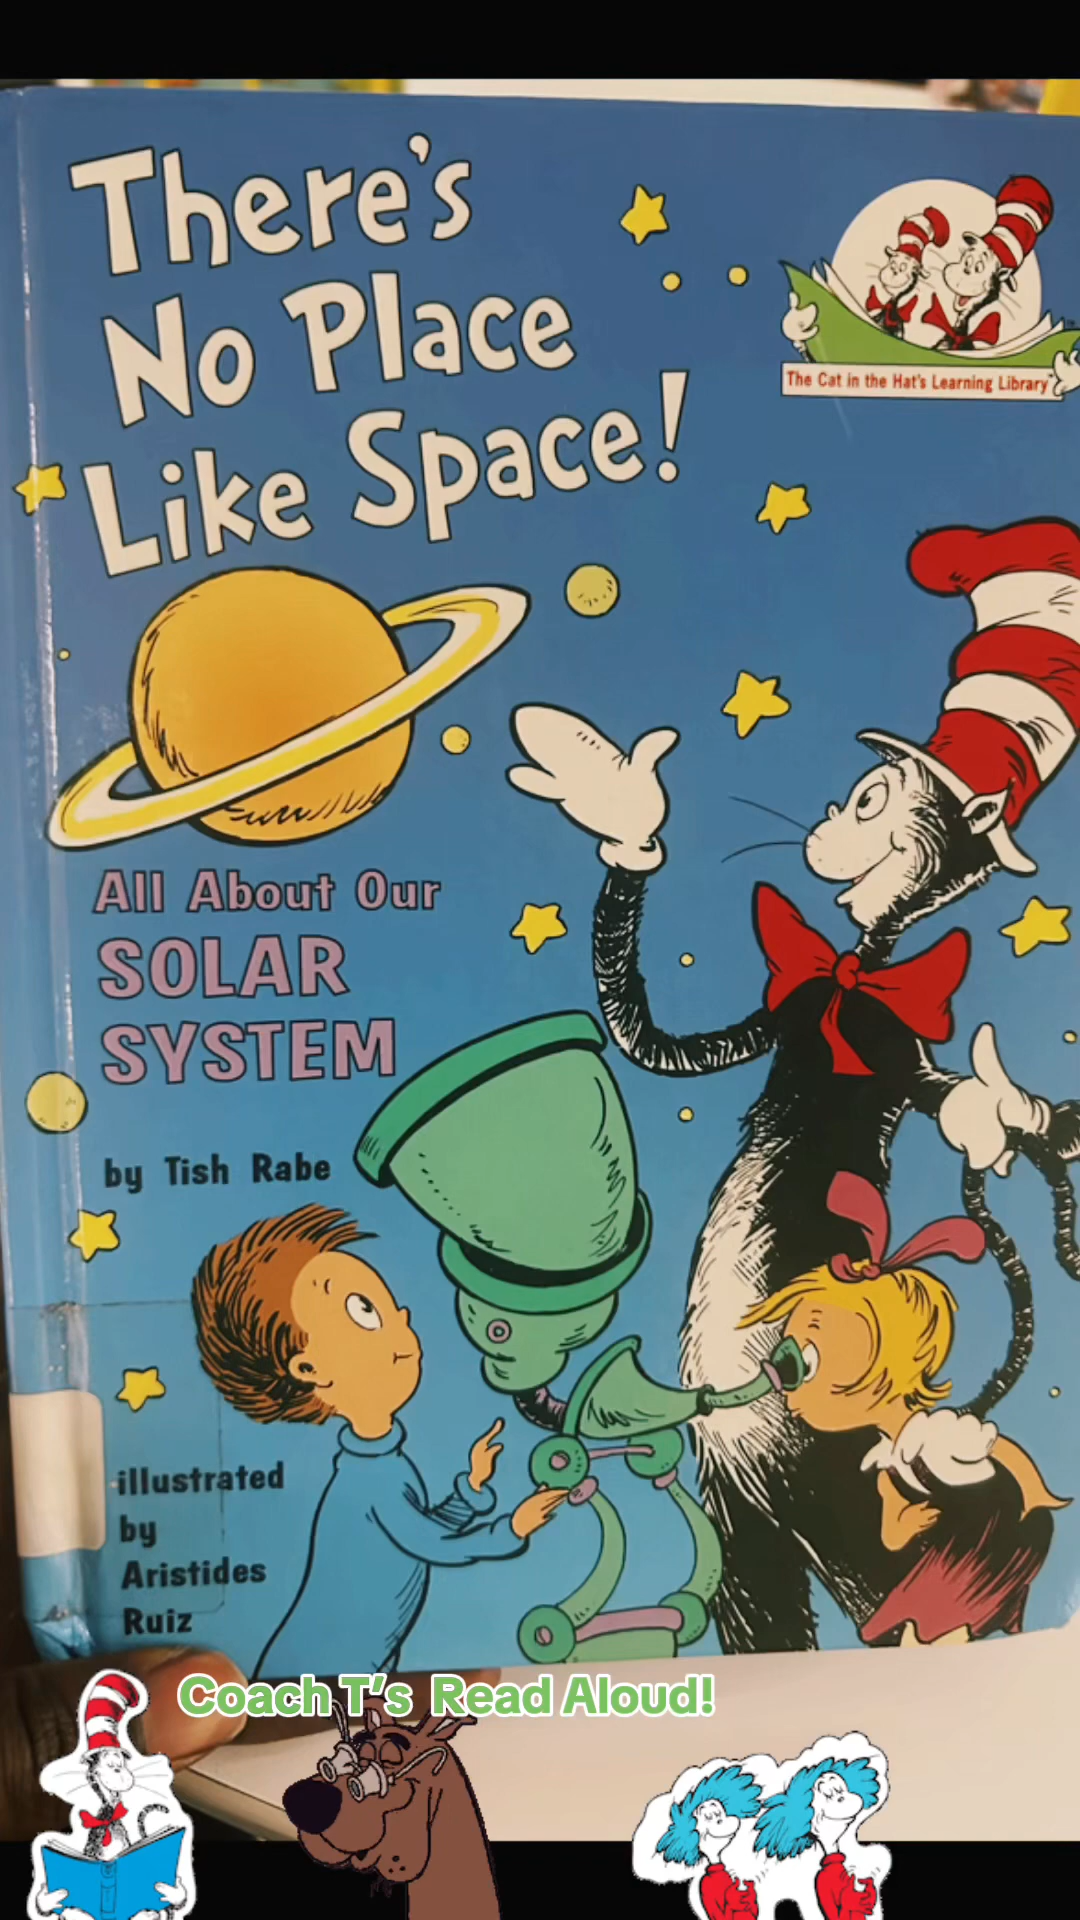 There's
No Place
Like Space!
The Cat in the Hat's Learning Library
All About Our
SOLAR
SYSTEM
by Tish Rabe
illustrated
by
Aristides
Ruiz
Coach T's Read Aloud!